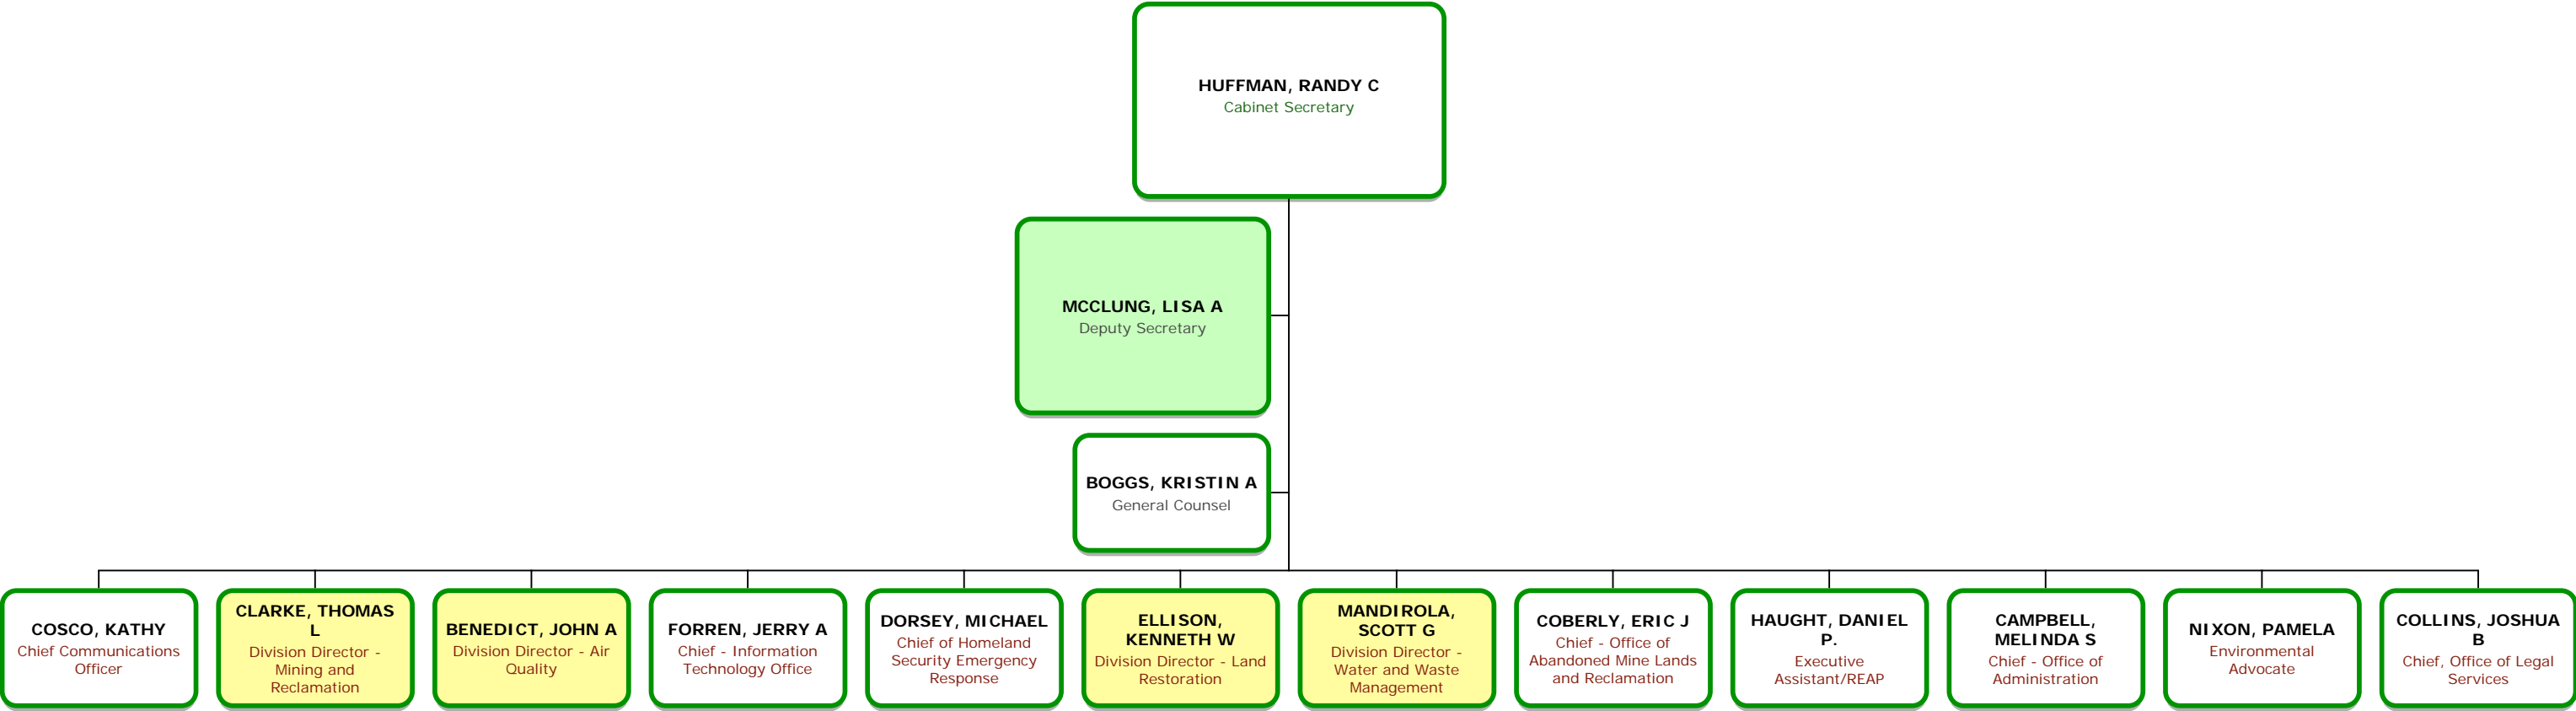 HUFFMAN, RANDY C
Cabinet Secretary
MCCLUNG, LISA A
Deputy Secretary
BOGGS, KRISTIN A
General Counsel
COSCO, KATHY
Chief Communications
Officer
CLARKE, THOMAS
L
Division Director -
Mining and
Reclamation
BENEDICT, JOHN A
Division Director - Air
Quality
FORREN, JERRY A
Chief - Information
Technology Office
DORSEY, MICHAEL
Chief of Homeland
Security Emergency
Response
ELLISON,
KENNETH W
Division Director - Land
Restoration
MANDIROLA,
SCOTT G
Division Director -
Water and Waste
Management
COBERLY, ERIC J
Chief - Office of
Abandoned Mine Lands
and Reclamation
HAUGHT, DANIEL
P.
Executive
Assistant/REAP
CAMPBELL,
MELINDA S
Chief - Office of
Administration
NIXON, PAMELA
Environmental
Advocate
COLLINS, JOSHUA
B
Chief, Office of Legal
Services